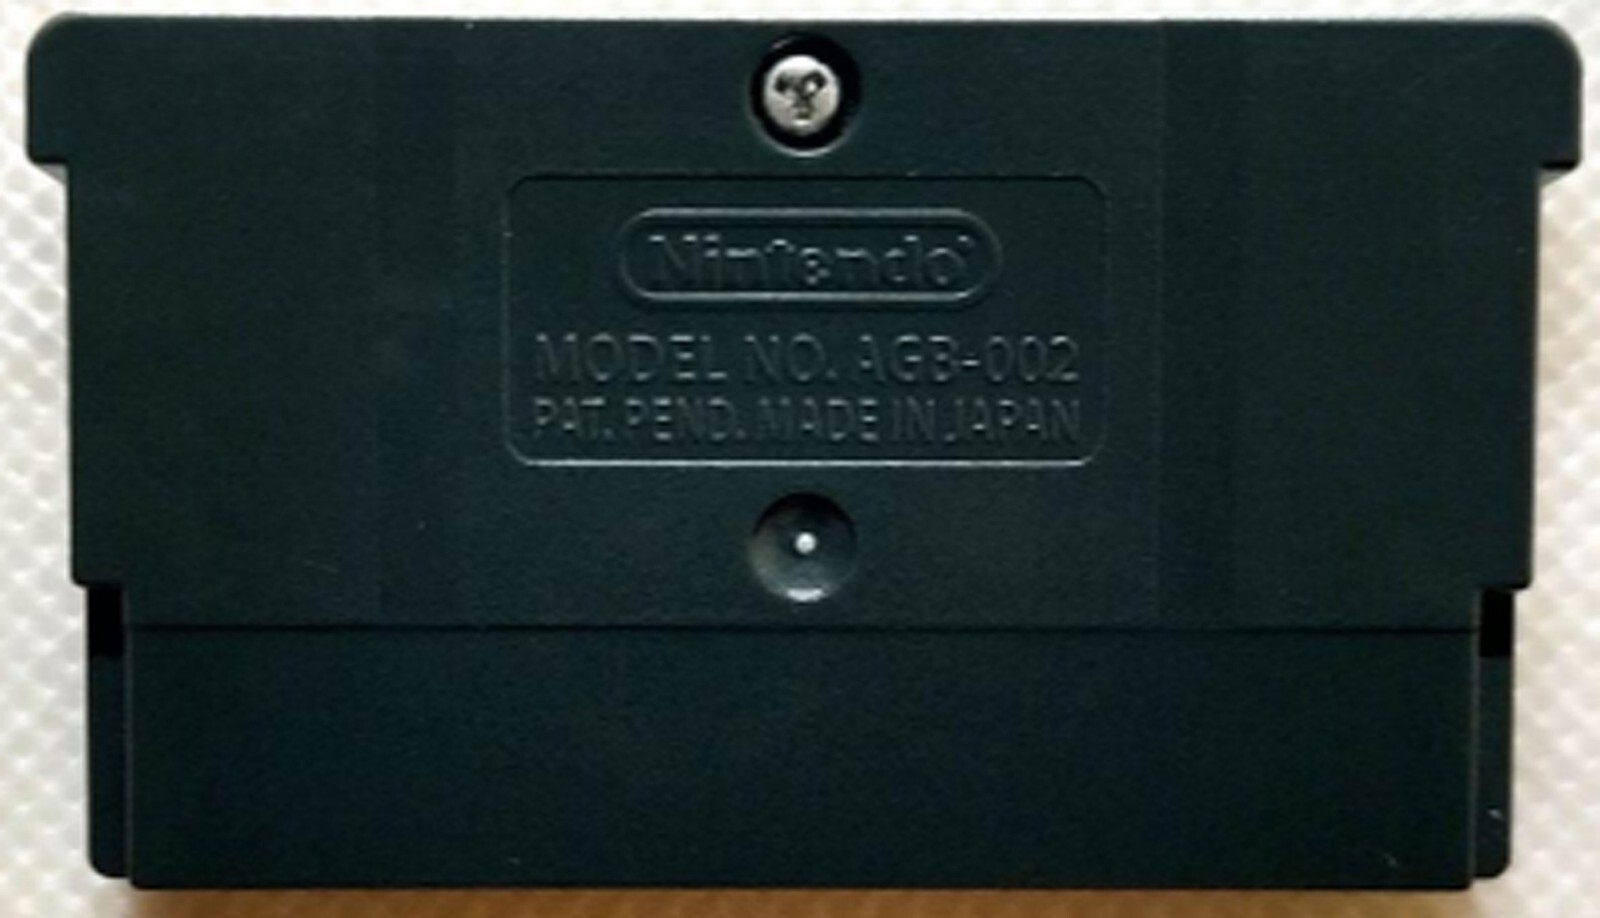 Nintendo
MODEL NO. AGB-002
PAT. PEND. MADE IN JAPAN